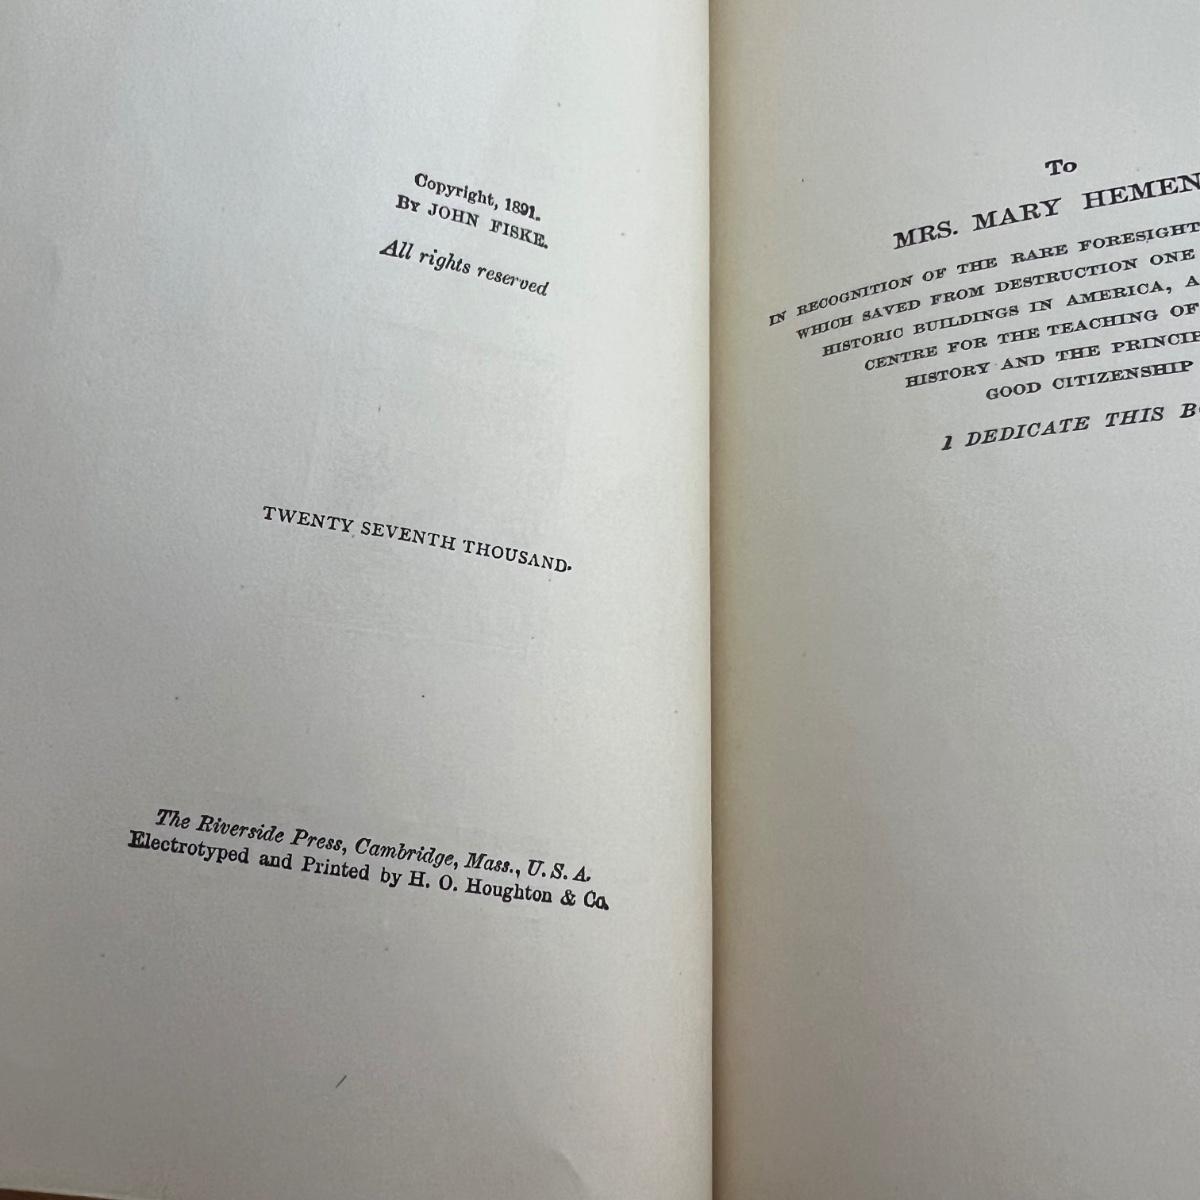 Copyright, 1891.
By JOHN FISKE.
All rights reserved
TWENTY SEVENTH THOUSAND.
The Riverside Press, Cambridge, Mass., U. S. A.
Electrotyped and Printed by H. O. Houghton & Co.
To
MRS. MARY HEMEN
IN RECOGNITION OF THE RARE FORESIGHT
WHICH SAVED FROM DESTRUCTION ONE
HISTORIC BUILDINGS IN AMERICA, A
CENTRE FOR THE TEACHING OF
HISTORY AND THE PRINCIP
GOOD CITIZENSHIP
I DEDICATE THIS B